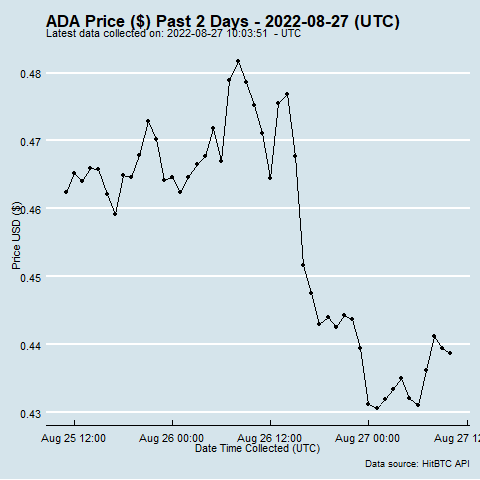 ADA Price ($) Past 2 Days - 2022-08-27 (UTC)
Latest data collected on: 2022-08-27 10:03:51 - UTC
0.48
0.47
0.46
0.45
0.44
0.43
Price USD ($)
Aug 25 12:00 Aug 26 00:00 Aug 26 12:00 Aug 27 00:00 Aug 27 12
Date Time Collected (UTC)
Data source: HitBTC API